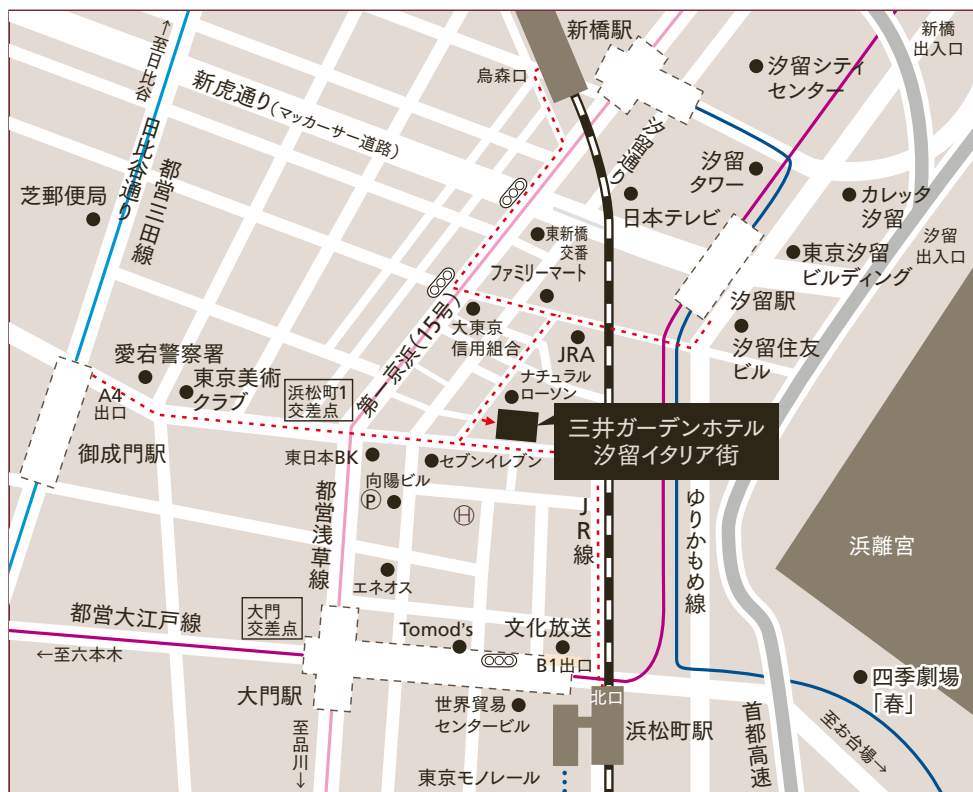 新橋駅
新橋
出入口
←至日比谷
烏森口
汐留シティ
センター
新虎通り(マッカーサー道路)
日比谷通り
都営三田線
汐留通り
汐留
タワー
芝郵便局
日本テレビ
カレッタ
汐留
東新橋
交番
汐留
出入口
東京汐留
ビルディング
ファミリーマート
汐留駅
第一京浜(15号)
大東京
信用組合
汐留住友
ビル
JRA
愛宕警察署
東京美術
クラブ
A4
出口
浜松町1
交差点
ナチュラル
ローソン
三井ガーデンホテル
汐留イタリア街
御成門駅
東日本BK
セブンイレブン
向陽ビル
P
H
都営浅草線
JR線
ゆりかもめ線
浜離宮
エネオス
都営大江戸線
大門
交差点
Tomod's
文化放送
←至六本木
B1出口
大門駅
北口
四季劇場
「春」
世界貿易
センタービル
浜松町駅
首都高速
至お台場→
至品川→
東京モノレール